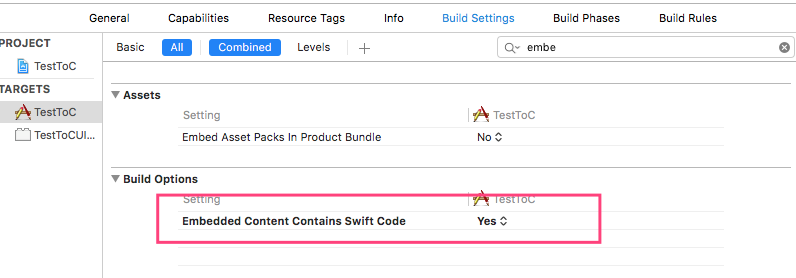 General Capabilities Resource Tags Info Build Settings Build Phases Build Rules
PROJECT
TestToC
TARGETS
TestToC
TestToCUI...
Basic All Combined Levels + embe
Assets
Setting TestToC
Embed Asset Packs In Product Bundle No
Build Options
Setting TestToC
Embedded Content Contains Swift Code Yes